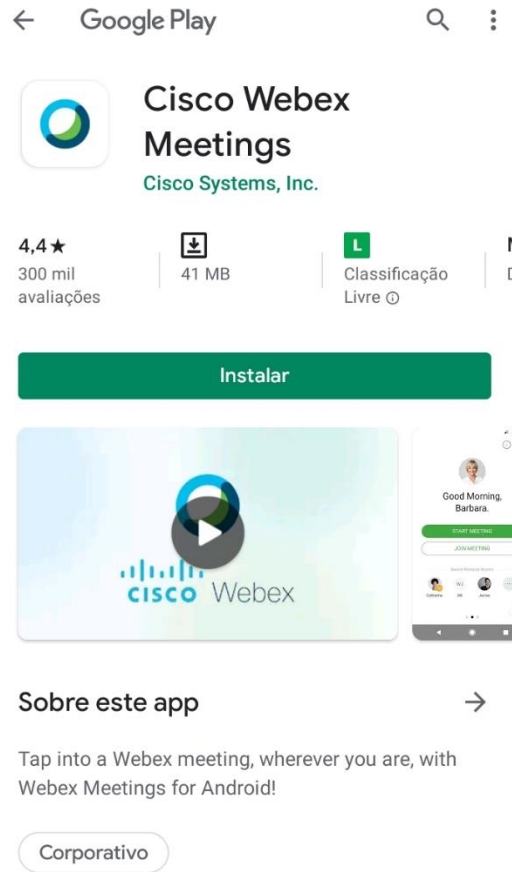 Google Play
Cisco Webex
Meetings
Cisco Systems, Inc.
4,4★
300 mil
avaliações
41 MB
L
Classificação
Livre
Instalar
CISCO Webex
Good Morning,
Barbara.
START MEETING
JOIN MEETING
Sobre este app
Tap into a Webex meeting, wherever you are, with
Webex Meetings for Android!
Corporativo